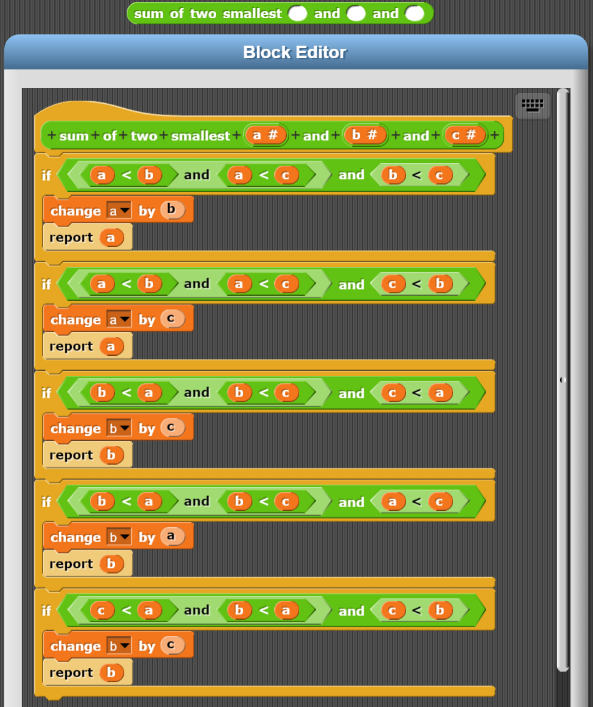 sum of two smallest and and
Block Editor
+ sum + of + two + smallest + a # + and + b # + and + c # +
if a < b and a < c and b < c
change a by b
report a
if a < b and a < c and c < b
change a by c
report a
if b < a and b < c and c < a
change b by c
report b
if b < a and b < c and a < c
change b by a
report b
if c < a and b < a and c < b
change b by c
report b